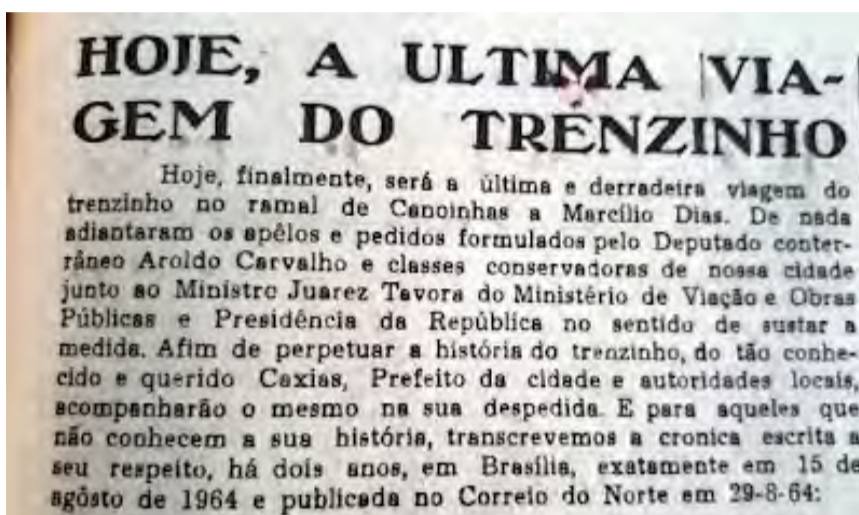 HOJE, A ULTIMA VIA-
GEM DO TRENZINHO
Hoje, finalmente, será a última e derradeira viagem do
trenzinho no ramal de Canoinhas a Marcílio Dias. De nada
adiantaram os apêlos e pedidos formulados pelo Deputado conter-
râneo Aroldo Carvalho e classes conservadoras de nossa cidade
junto ao Ministro Juarez Tavora do Ministério de Viação e Obras
Públicas e Presidência da República no sentido de sustar a
medida. Afim de perpetuar a história do trenzinho, do tão conhe-
cido e querido Caxias, Prefeito da cidade e autoridades locais,
acompanharão o mesmo na sua despedida. E para aqueles que
não conhecem a sua história, transcrevemos a cronica escrita a
seu respeito, há dois anos, em Brasília, exatamente em 15 de
agôsto de 1964 e publicada no Correio do Norte em 29-8-64: